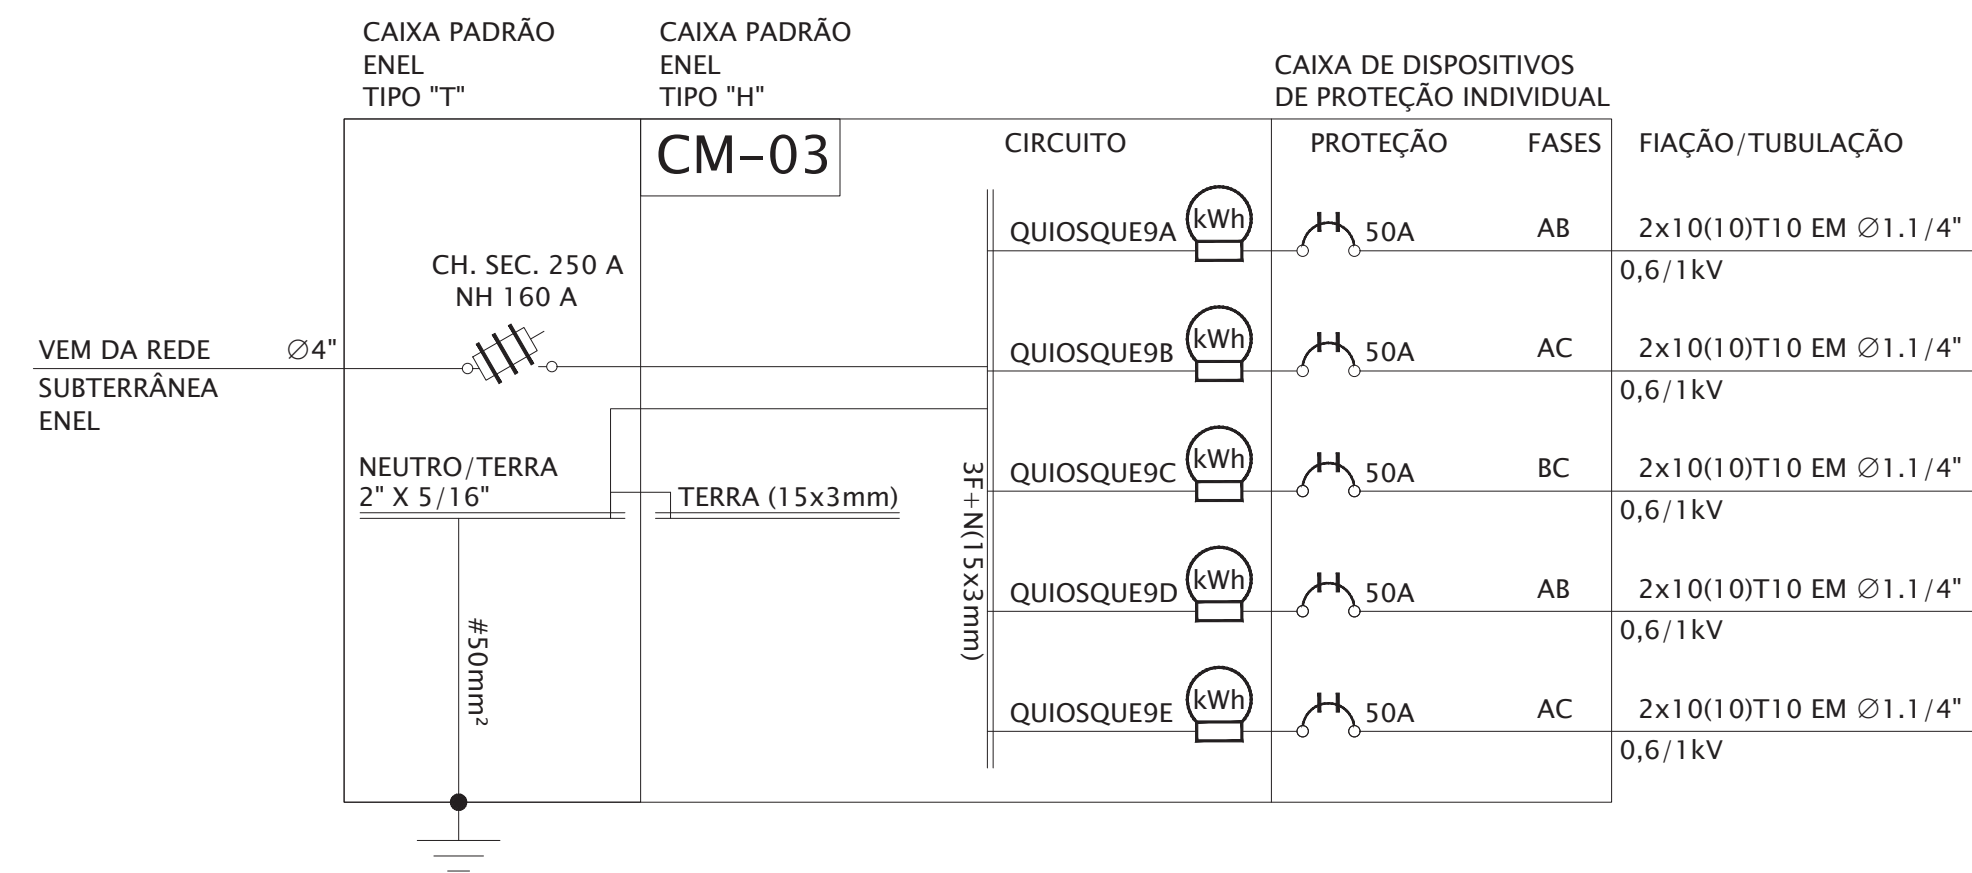 CAIXA PADRÃO
ENEL
TIPO "T"
CAIXA PADRÃO
ENEL
TIPO "H"
CAIXA DE DISPOSITIVOS
DE PROTEÇÃO INDIVIDUAL
CM-03
CIRCUITO
PROTEÇÃO
FASES
FIAÇÃO/TUBULAÇÃO
QUIOSQUE9A
kWh
50A
AB
2x10(10)T10 EM ∅1.1/4"
0,6/1kV
CH. SEC. 250 A
NH 160 A
VEM DA REDE
∅4"
SUBTERRÂNEA
ENEL
QUIOSQUE9B
kWh
50A
AC
2x10(10)T10 EM ∅1.1/4"
0,6/1kV
NEUTRO/TERRA
2" X 5/16"
TERRA (15x3mm)
3F+N(15x3mm)
QUIOSQUE9C
kWh
50A
BC
2x10(10)T10 EM ∅1.1/4"
0,6/1kV
#50mm²
QUIOSQUE9D
kWh
50A
AB
2x10(10)T10 EM ∅1.1/4"
0,6/1kV
QUIOSQUE9E
kWh
50A
AC
2x10(10)T10 EM ∅1.1/4"
0,6/1kV